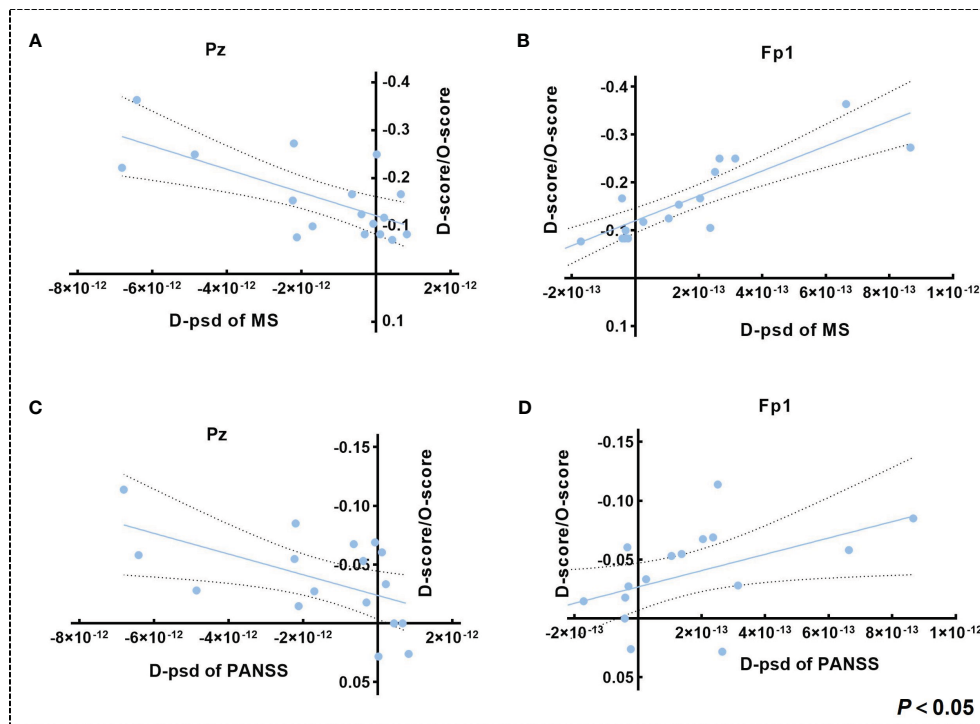 A
Pz
-0.4
-0.3
-0.2
-0.1
0.1
D-score/O-score
-8×10⁻¹² -6×10⁻¹² -4×10⁻¹² -2×10⁻¹² 2×10⁻¹²
D-psd of MS
B
Fp1
-0.4
-0.3
-0.2
-0.1
0.1
D-score/O-score
-2×10⁻¹³ 2×10⁻¹³ 4×10⁻¹³ 6×10⁻¹³ 8×10⁻¹³ 1×10⁻¹²
D-psd of MS
C
Pz
-0.15
-0.10
-0.05
0.05
D-score/O-score
-8×10⁻¹² -6×10⁻¹² -4×10⁻¹² -2×10⁻¹² 2×10⁻¹²
D-psd of PANSS
D
Fp1
-0.15
-0.10
-0.05
0.05
D-score/O-score
-2×10⁻¹³ 2×10⁻¹³ 4×10⁻¹³ 6×10⁻¹³ 8×10⁻¹³ 1×10⁻¹²
D-psd of PANSS
P < 0.05